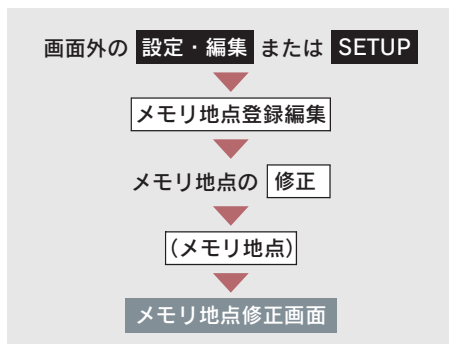 画面外の 設定・編集 または SETUP
メモリ地点登録編集
メモリ地点の 修正
(メモリ地点)
メモリ地点修正画面